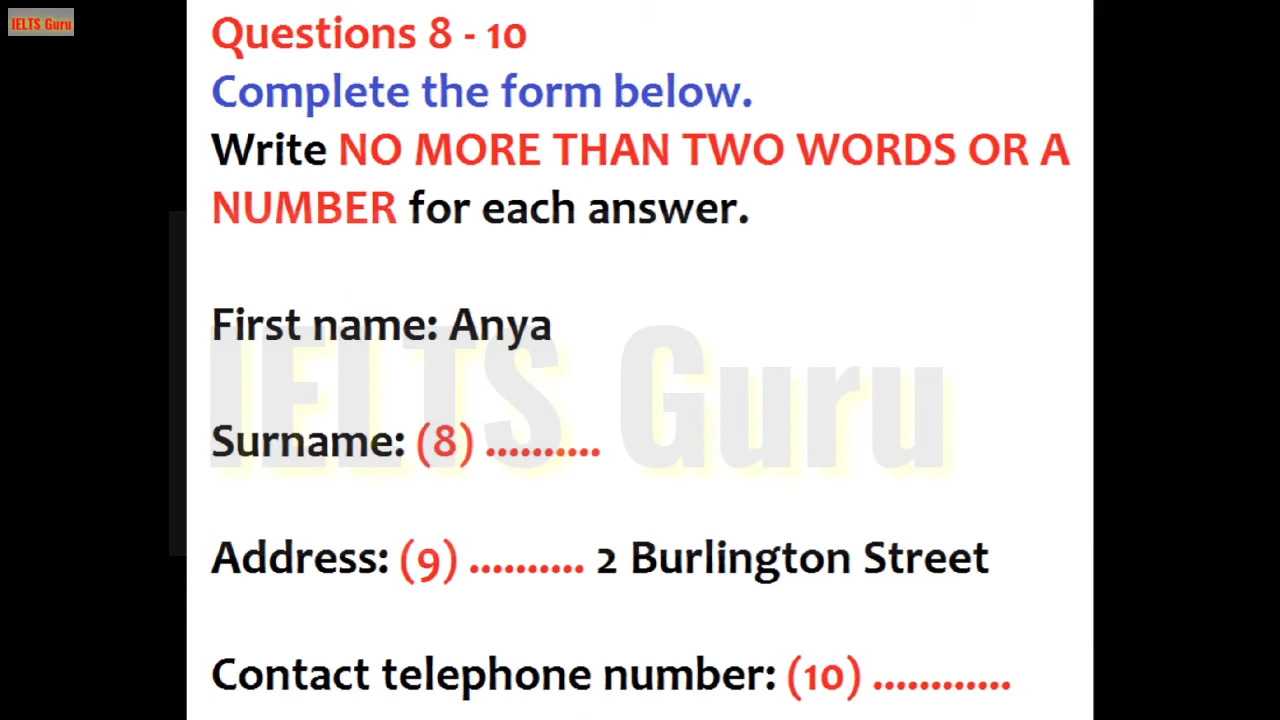 IELTS Guru
Questions 8 - 10
Complete the form below.
Write NO MORE THAN TWO WORDS OR A
NUMBER for each answer.
First name: Anya
IELTS Guru
Surname: (8) ..........
Address: (9) .......... 2 Burlington Street
Contact telephone number: (10) ............